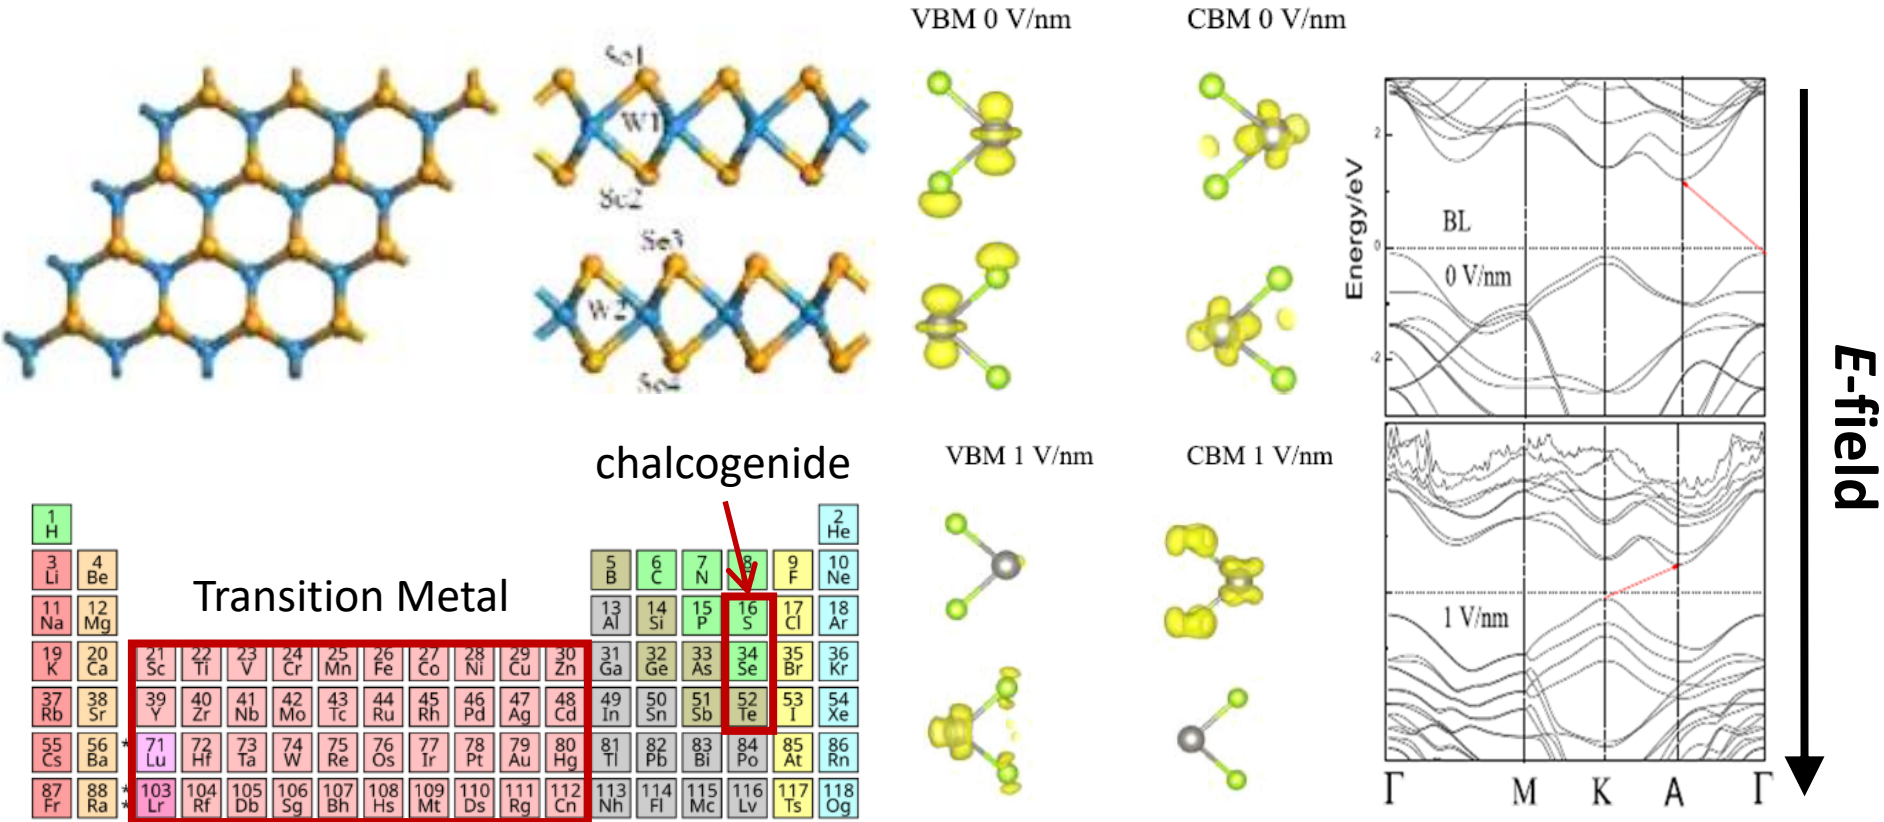 VBM 0 V/nm
CBM 0 V/nm
Se1
W1
Se2
Se3
W2
Se4
2
Energy/eV
BL
0
0 V/nm
-2
E-field
chalcogenide
VBM 1 V/nm
CBM 1 V/nm
1 V/nm
Γ M K A Γ
Transition Metal
1 2
H He
3 4 5 6 7 8 9 10
Li Be B C N F Ne
11 12 13 14 15 16 17 18
Na Mg Al Si P S Cl Ar
19 20 21 22 23 24 25 26 27 28 29 30 31 32 33 34 35 36
K Ca Sc Ti V Cr Mn Fe Co Ni Cu Zn Ga Ge As Se Br Kr
37 38 39 40 41 42 43 44 45 46 47 48 49 50 51 52 53 54
Rb Sr Y Zr Nb Mo Tc Ru Rh Pd Ag Cd In Sn Sb Te I Xe
55 56 * 71 72 73 74 75 76 77 78 79 80 81 82 83 84 85 86
Cs Ba Lu Hf Ta W Re Os Ir Pt Au Hg Tl Pb Bi Po At Rn
87 88 * 103 104 105 106 107 108 109 110 111 112 113 114 115 116 117 118
Fr Ra * Lr Rf Db Sg Bh Hs Mt Ds Rg Cn Nh Fl Mc Lv Ts Og